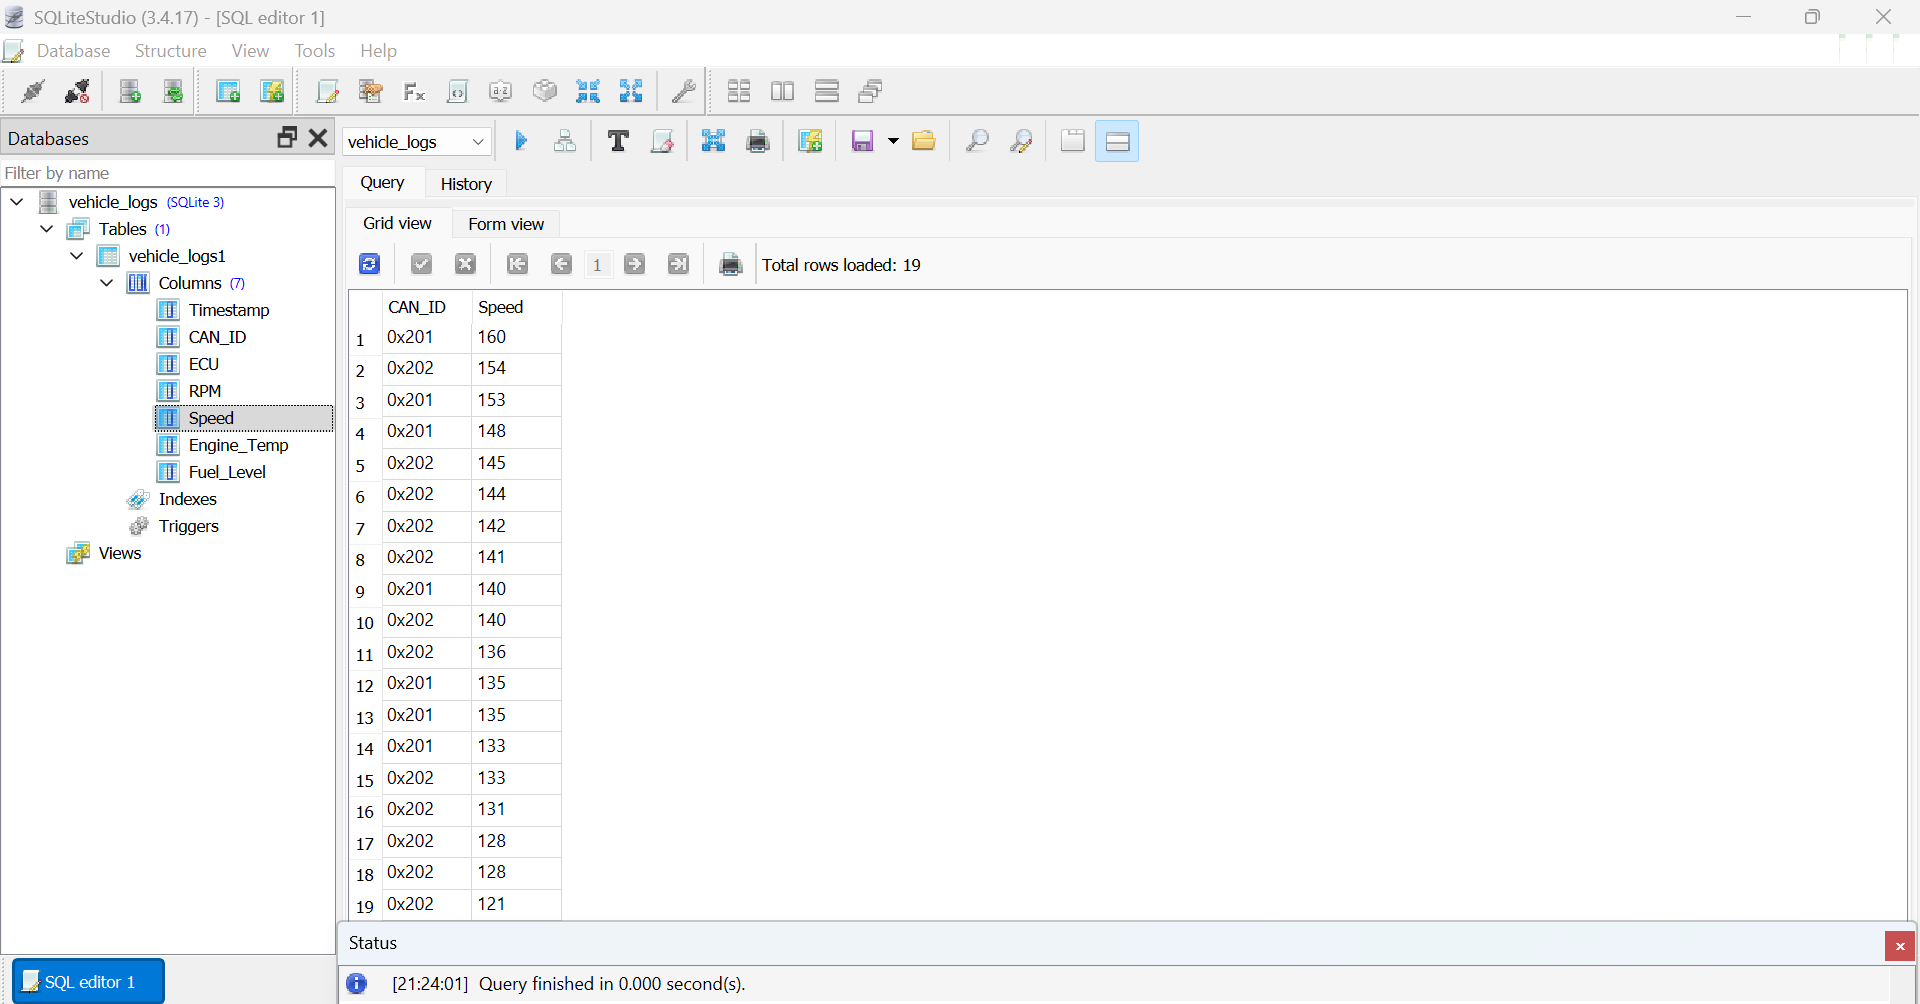 SQLiteStudio (3.4.17) - [SQL editor 1]
Database Structure View Tools Help
Databases
vehicle_logs
Filter by name
Query History
vehicle_logs (SQLite 3)
Tables (1)
vehicle_logs1
Columns (7)
Timestamp
CAN_ID
ECU
RPM
Speed
Engine_Temp
Fuel_Level
Indexes
Triggers
Views
Grid view Form view
1 Total rows loaded: 19
CAN_ID Speed
1 0x201 160
2 0x202 154
3 0x201 153
4 0x201 148
5 0x202 145
6 0x202 144
7 0x202 142
8 0x202 141
9 0x201 140
10 0x202 140
11 0x202 136
12 0x201 135
13 0x201 135
14 0x201 133
15 0x202 133
16 0x202 131
17 0x202 128
18 0x202 128
19 0x202 121
Status
SQL editor 1
[21:24:01] Query finished in 0.000 second(s).